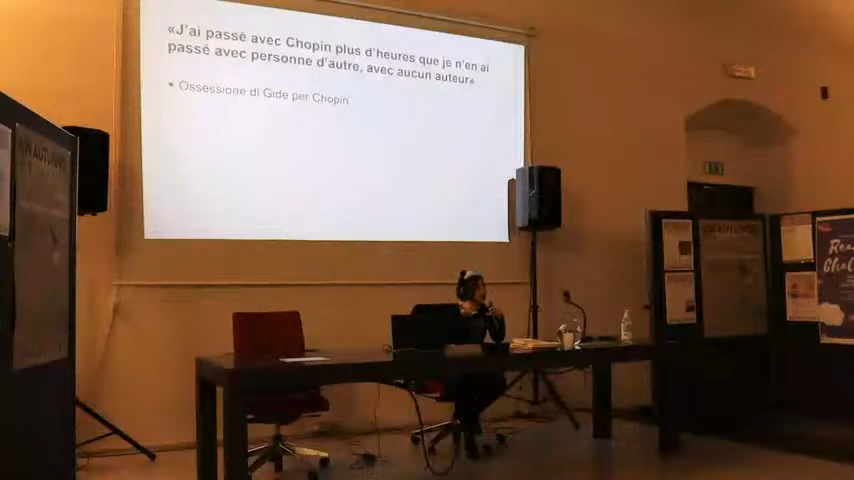 «J'ai passé avec Chopin plus d'heures que je n'en ai
passé avec personne d'autre, avec aucun auteur»
• Ossessione di Gide per Chopin